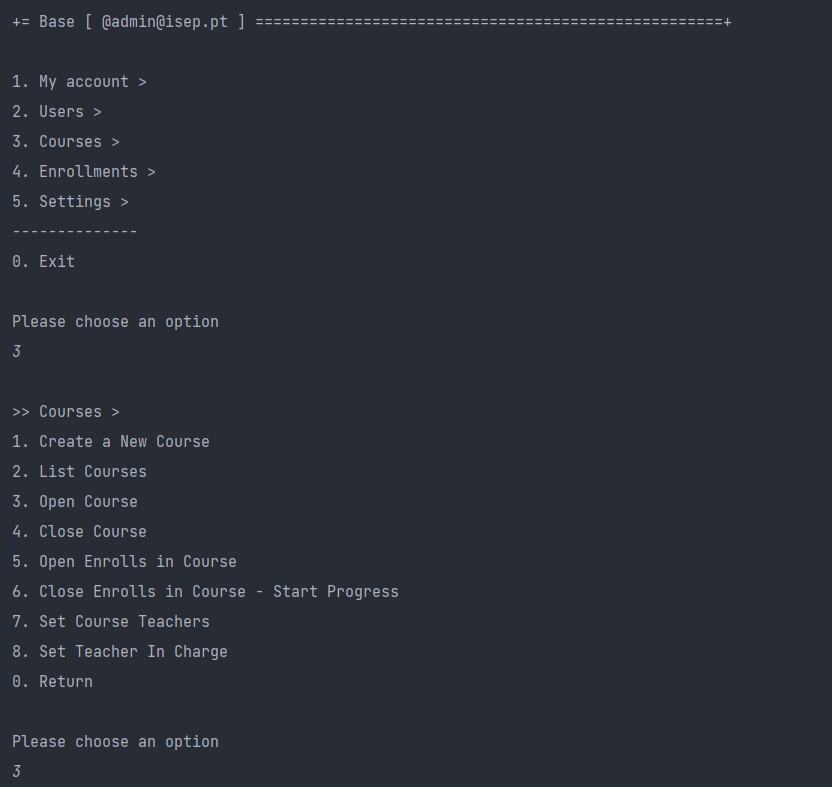 += Base [ @admin@isep.pt ] ====================================================+
1. My account >
2. Users >
3. Courses >
4. Enrollments >
5. Settings >
--------------
0. Exit
Please choose an option
3
>> Courses >
1. Create a New Course
2. List Courses
3. Open Course
4. Close Course
5. Open Enrolls in Course
6. Close Enrolls in Course - Start Progress
7. Set Course Teachers
8. Set Teacher In Charge
0. Return
Please choose an option
3